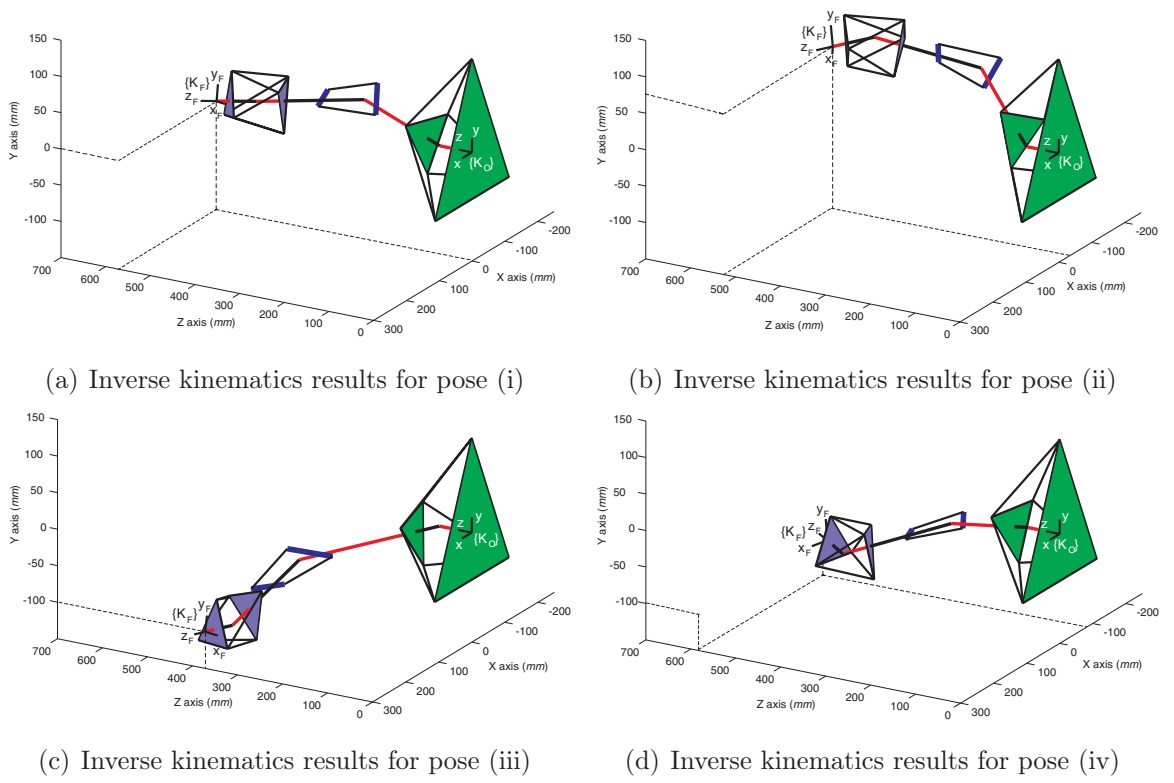 150
100
50
0
-50
-100
Y axis (mm)
700
600
500
400
300
200
100
0
Z axis (mm)
300
200
100
0
-100
-200
X axis (mm)
{K_F}
y_F
z_F
x_F
z
y
x
{K_O}
(a) Inverse kinematics results for pose (i)
150
100
50
0
-50
-100
Y axis (mm)
700
600
500
400
300
200
100
0
Z axis (mm)
300
200
100
0
-100
-200
X axis (mm)
y_F
{K_F}
z_F
x_F
z
y
x
{K_O}
(b) Inverse kinematics results for pose (ii)
150
100
50
0
-50
-100
Y axis (mm)
700
600
500
400
300
200
100
0
Z axis (mm)
300
200
100
0
-100
-200
X axis (mm)
{K_F}
y_F
z_F
x_F
z
y
x
{K_O}
(c) Inverse kinematics results for pose (iii)
150
100
50
0
-50
-100
Y axis (mm)
700
600
500
400
300
200
100
0
Z axis (mm)
300
200
100
0
-100
-200
X axis (mm)
y_F
{K_F}
z_F
x_F
z
y
x
{K_O}
(d) Inverse kinematics results for pose (iv)